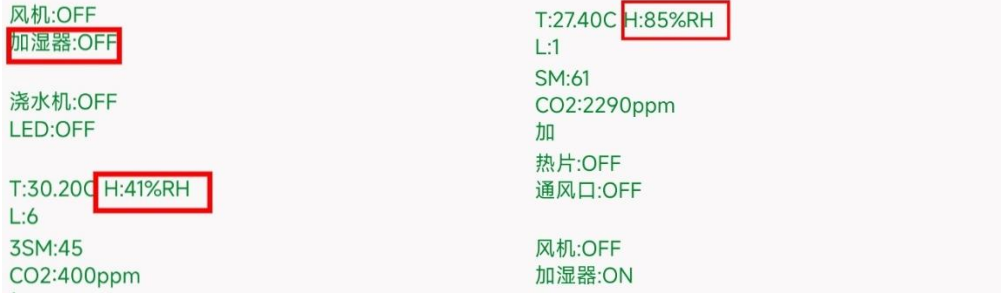 风机:OFF
加湿器:OFF
浇水机:OFF
LED:OFF
T:30.20C H:41%RH
L:6
3SM:45
CO2:400ppm
T:27.40C H:85%RH
L:1
SM:61
CO2:2290ppm
加
热片:OFF
通风口:OFF
风机:OFF
加湿器:ON